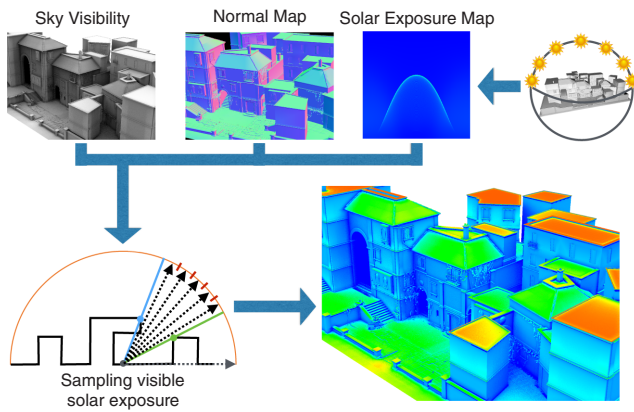 Sky Visibility
Normal Map
Solar Exposure Map
Sampling visible
solar exposure